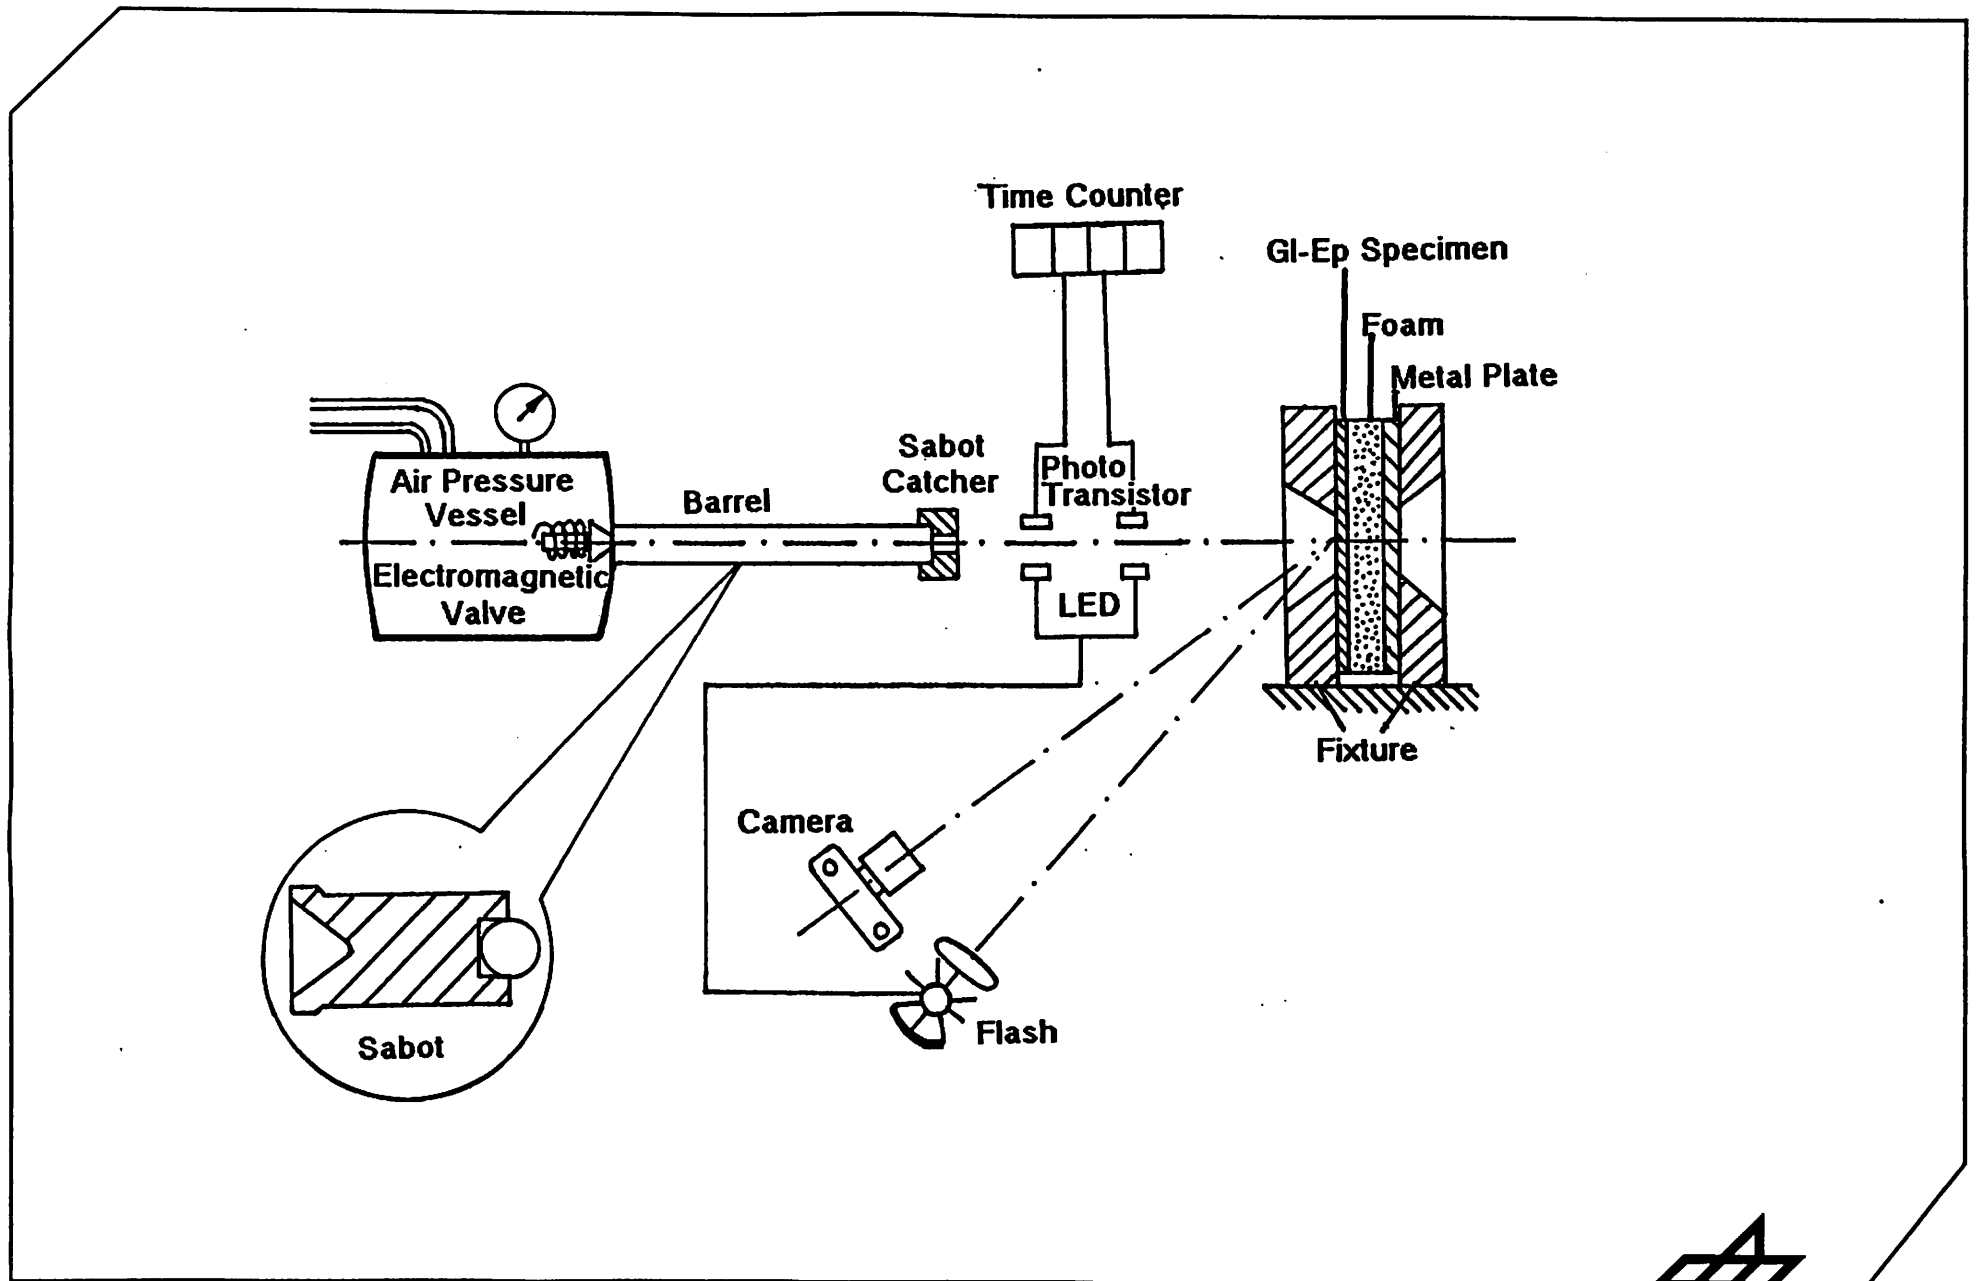 Time Counter
Gl-Ep Specimen
Foam
Metal Plate
Sabot
Catcher
Photo
Transistor
Air Pressure
Vessel
Barrel
Electromagnetic
Valve
LED
Fixture
Camera
Sabot
Flash